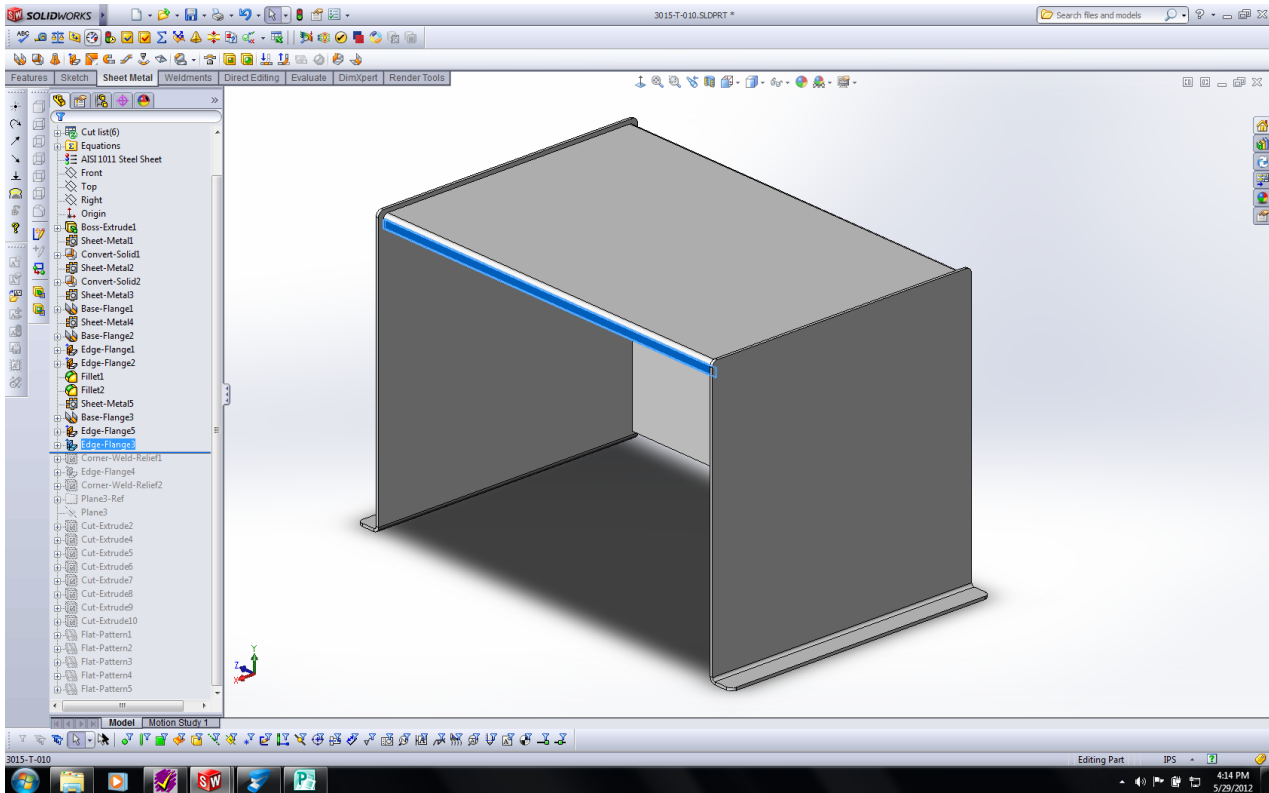 SW SOLIDWORKS
3015-T-010.SLDPRT *
Search files and models
Features Sketch Sheet Metal Weldments Direct Editing Evaluate DimXpert Render Tools
Cut list(6)
Equations
AISI 1011 Steel Sheet
Front
Top
Right
Origin
Boss-Extrude1
Sheet-Metal1
Convert-Solid1
Sheet-Metal2
Convert-Solid2
Sheet-Metal3
Base-Flange1
Sheet-Metal4
Base-Flange2
Edge-Flange1
Edge-Flange2
Fillet1
Fillet2
Sheet-Metal5
Base-Flange3
Edge-Flange5
Edge-Flange3
Corner-Weld-Relief1
Edge-Flange4
Corner-Weld-Relief2
Plane3-Ref
Plane3
Cut-Extrude2
Cut-Extrude4
Cut-Extrude5
Cut-Extrude6
Cut-Extrude7
Cut-Extrude8
Cut-Extrude9
Cut-Extrude10
Flat-Pattern1
Flat-Pattern2
Flat-Pattern3
Flat-Pattern4
Flat-Pattern5
Y
Z
X
Model Motion Study 1
3015-T-010 Editing Part IPS
4:14 PM
5/29/2012